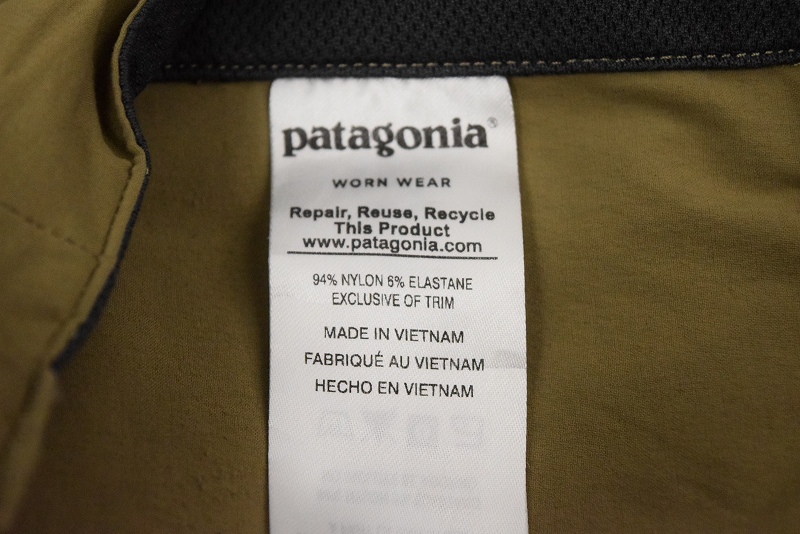 patagonia®
WORN WEAR
Repair, Reuse, Recycle
This Product
www.patagonia.com
94% NYLON 6% ELASTANE
EXCLUSIVE OF TRIM
MADE IN VIETNAM
FABRIQUÉ AU VIETNAM
HECHO EN VIETNAM